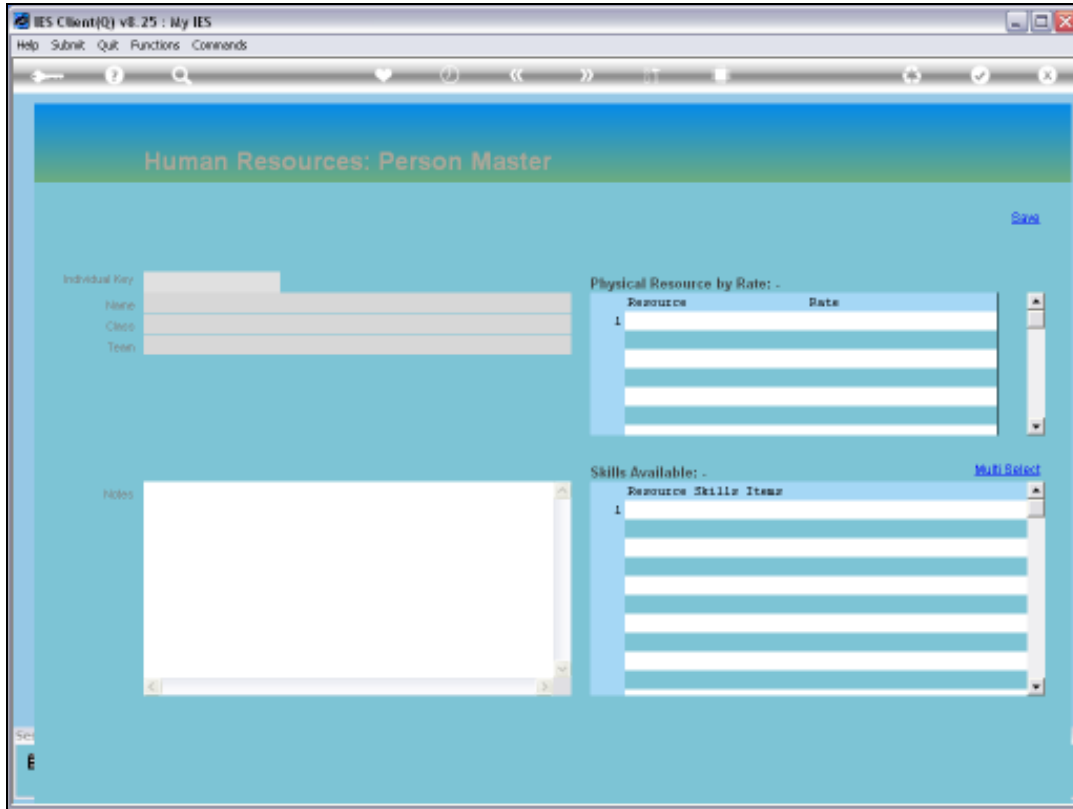 IES Client(Q) v8.25 : My IES
Help Submit Quit Functions Commands
Human Resources: Person Master
Save
Individual Key
Name
Class
Team
Physical Resource by Rate: -
Resource Rate
1
Notes
Skills Available: -
Multi Select
Resource Skills Items
1